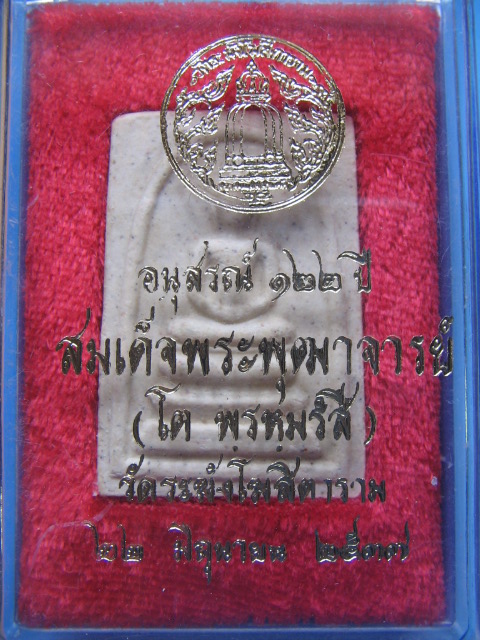 อนุสรณ์ ๑๒๒ ปี
สมเด็จพระพุฒาจารย์
(โต พฺรหฺมรํสี)
วัดระฆังโฆสิตาราม
๒๒ มิถุนายน ๒๕๓๗